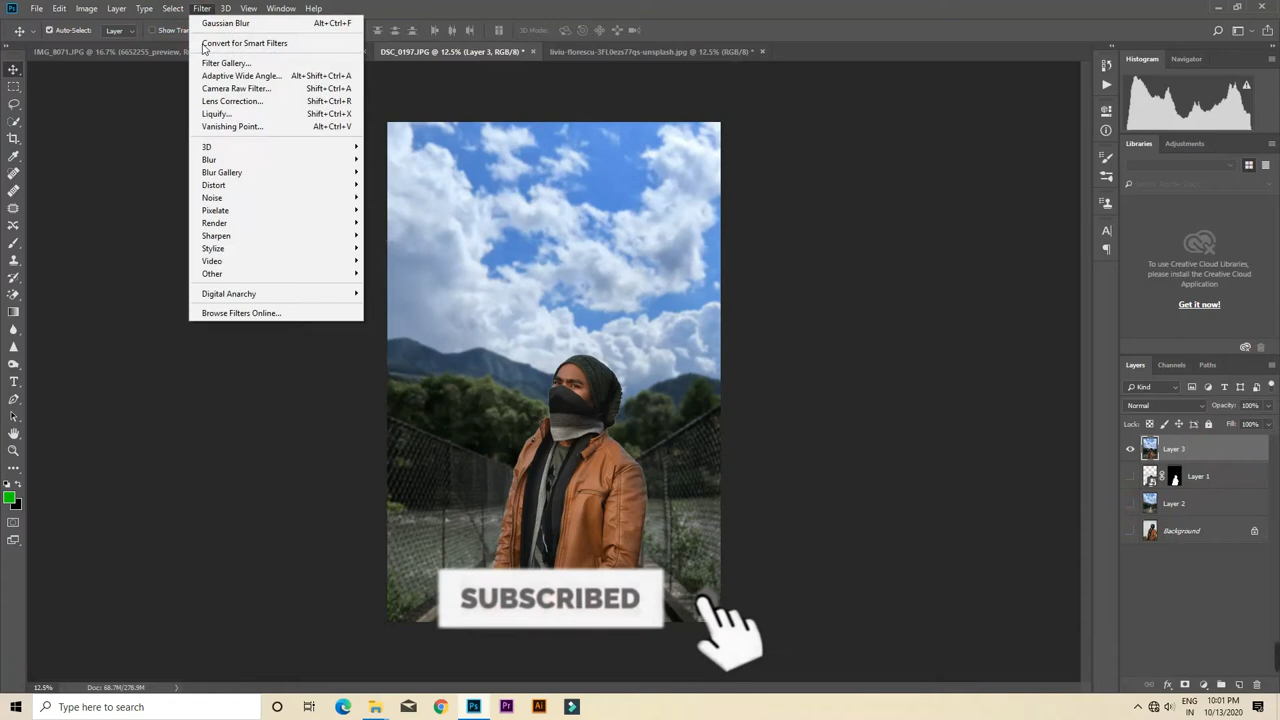 File Edit Image Layer Type Select Filter 3D View Window Help
Auto-Select: Layer Show Tra
3D Mode:
IMG_8071.JPG @ 16.7% (6652255_preview, R
DSC_0197.JPG @ 12.5% (Layer 3, RGB/8) *
liviu-florescu-3FL0ezs77qs-unsplash.jpg @ 12.5% (Layer 2, RGB/8) *
Gaussian Blur Alt+Ctrl+F
Convert for Smart Filters
Filter Gallery...
Adaptive Wide Angle... Alt+Shift+Ctrl+A
Camera Raw Filter... Shift+Ctrl+A
Lens Correction... Shift+Ctrl+R
Liquify... Shift+Ctrl+X
Vanishing Point... Alt+Ctrl+V
3D
Blur
Blur Gallery
Distort
Noise
Pixelate
Render
Sharpen
Stylize
Video
Other
Digital Anarchy
Browse Filters Online...
Histogram Navigator
Libraries Adjustments
To use Creative Cloud Libraries,
please install the Creative Cloud
Application
Get it now!
Layers Channels Paths
Kind
Normal Opacity: 100%
Lock: Fill: 100%
Layer 3
Layer 1
Layer 2
Background
SUBSCRIBED
12.5% Doc: 68.7M/278.9M
Type here to search
10:01 PM
IN 10/13/2020